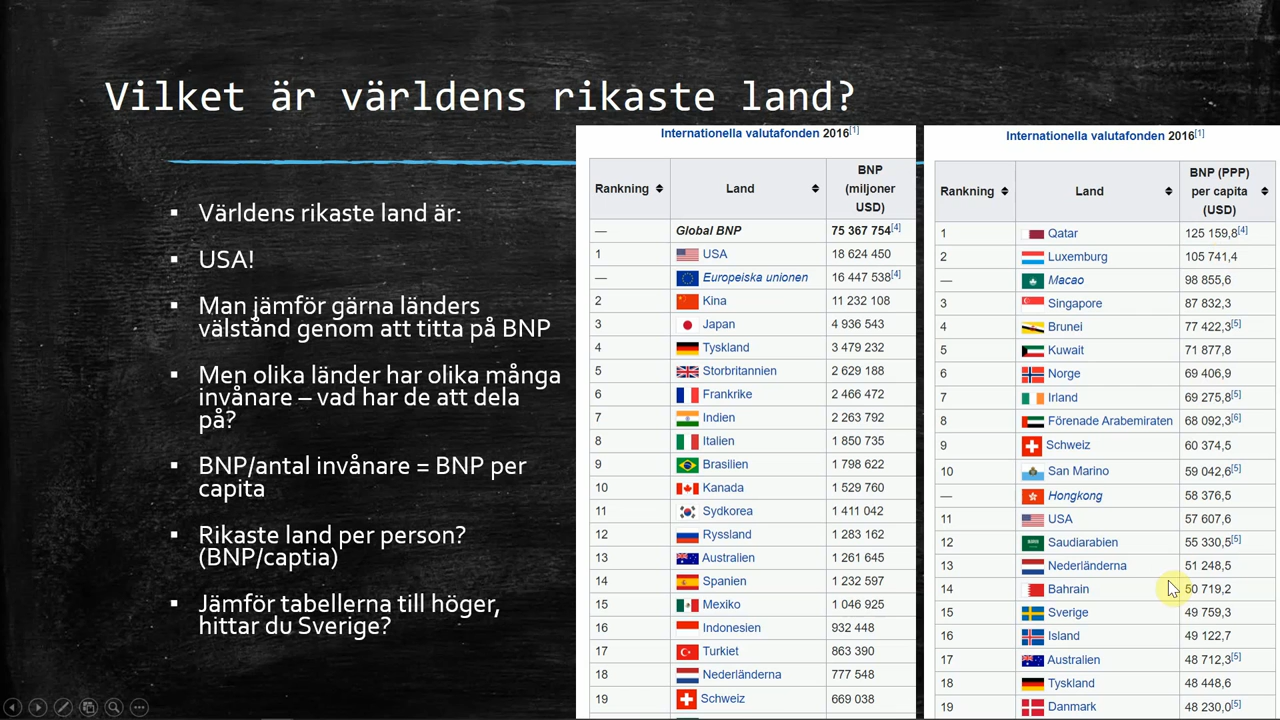 Vilket är världens rikaste land?
▪ Världens rikaste land är:
▪ USA!
▪ Man jämför gärna länders
välstånd genom att titta på BNP
▪ Men olika länder har olika många
invånare – vad har de att dela
på?
▪ BNP/antal invånare = BNP per
capita
▪ Rikaste land per person?
(BNP/captia)
▪ Jämför tabellerna till höger,
hittar du Sverige?
Internationella valutafonden 2016[1]
Rankning Land BNP (miljoner USD)
— Global BNP 75 367 754[4]
1 USA 18 624 450
— Europeiska unionen 16 447 538[4]
2 Kina 11 232 108
3 Japan 4 936 543
4 Tyskland 3 479 232
5 Storbritannien 2 629 188
6 Frankrike 2 466 472
7 Indien 2 263 792
8 Italien 1 850 735
9 Brasilien 1 798 622
10 Kanada 1 529 760
11 Sydkorea 1 411 042
12 Ryssland 1 283 162
13 Australien 1 261 645
14 Spanien 1 232 597
15 Mexiko 1 046 925
16 Indonesien 932 448
17 Turkiet 863 390
18 Nederländerna 777 548
19 Schweiz 669 038
Internationella valutafonden 2016[1]
Rankning Land BNP (PPP) per capita (USD)
1 Qatar 125 159,8[4]
2 Luxemburg 105 741,4
— Macao 98 855,6
3 Singapore 87 832,3
4 Brunei 77 422,3[5]
5 Kuwait 71 877,8
6 Norge 69 166,9
7 Irland 69 275,8[5]
8 Förenade Arabemiraten 68 092,3[6]
9 Schweiz 60 374,5
10 San Marino 59 042,6[5]
— Hongkong 58 376,5
11 USA 57 607,6
12 Saudiarabien 55 330,5[5]
13 Nederländerna 51 248,5
14 Bahrain 50 719,2
15 Sverige 759,3
16 Island 49 122,7
17 Australien 48 712,3[5]
18 Tyskland 48 448,6
19 Danmark 48 230,0[5]